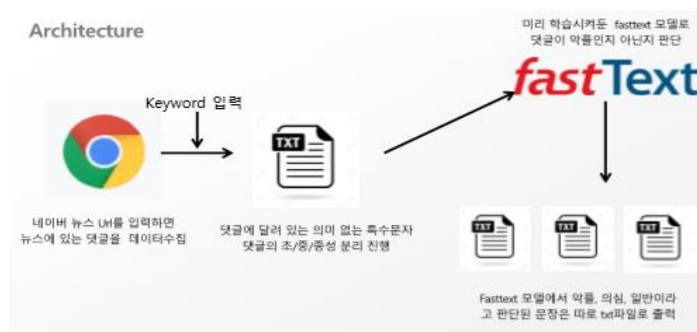 Architecture
미리 학습시켜둔 fasttext 모델로
댓글이 악플인지 아닌지 판단
fastText
Keyword 입력
TXT
네이버 뉴스 Url를 입력하면
뉴스에 있는 댓글을 데이터수집
댓글에 달려 있는 의미 없는 특수문자
댓글의 초/중/종성 분리 진행
TXT
TXT
TXT
Fasttext 모델에서 악플, 의심, 일반이라
고 판단된 문장은 따로 txt파일로 출력